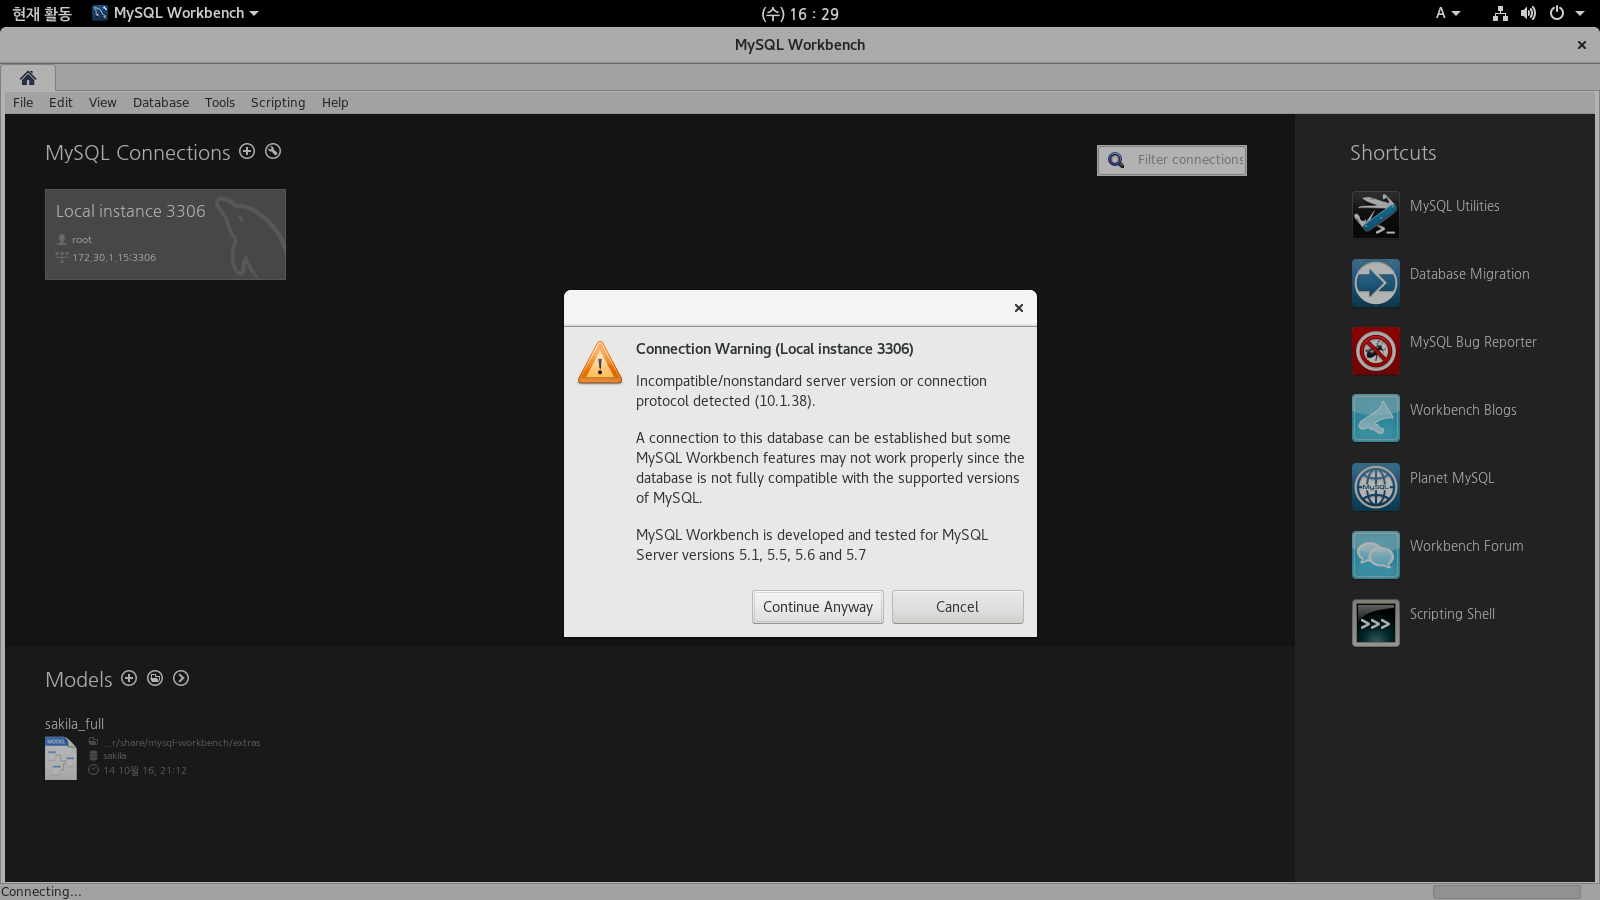 현재 활동
MySQL Workbench
(수) 16 : 29
A
MySQL Workbench
File Edit View Database Tools Scripting Help
MySQL Connections
Filter connections
Local instance 3306
root
172.30.1.15:3306
Shortcuts
MySQL Utilities
Database Migration
MySQL Bug Reporter
Workbench Blogs
Planet MySQL
MySQL
Workbench Forum
Scripting Shell
>>>
Connection Warning (Local instance 3306)
Incompatible/nonstandard server version or connection
protocol detected (10.1.38).
A connection to this database can be established but some
MySQL Workbench features may not work properly since the
database is not fully compatible with the supported versions
of MySQL.
MySQL Workbench is developed and tested for MySQL
Server versions 5.1, 5.5, 5.6 and 5.7
Continue Anyway
Cancel
Models
sakila_full
MODEL
...r/share/mysql-workbench/extras
sakila
14 10월 16, 21:12
Connecting...